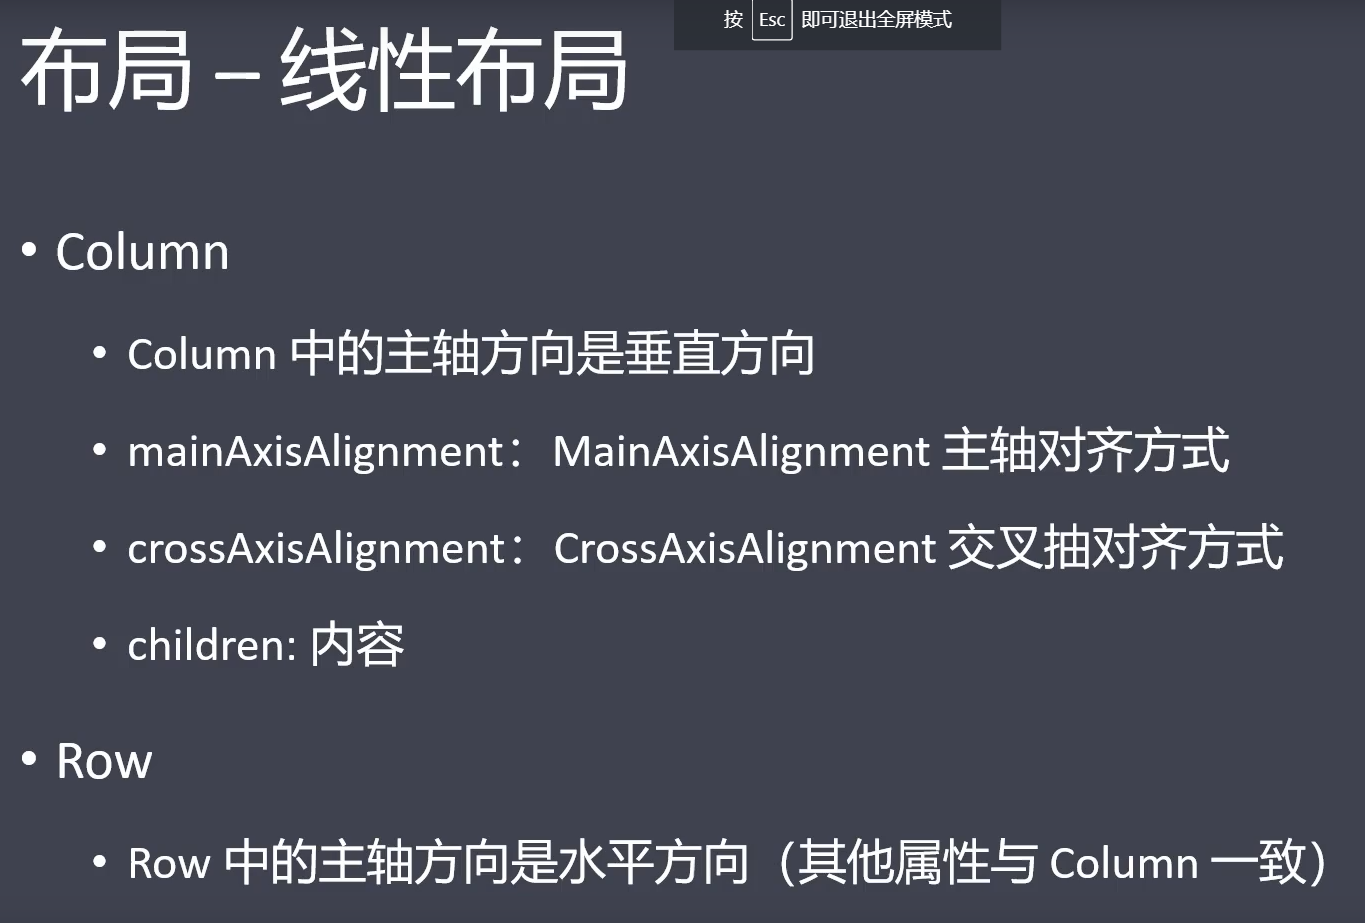 按 Esc 即可退出全屏模式
布局 – 线性布局
• Column
• Column 中的主轴方向是垂直方向
• mainAxisAlignment： MainAxisAlignment 主轴对齐方式
• crossAxisAlignment： CrossAxisAlignment 交叉抽对齐方式
• children: 内容
• Row
• Row 中的主轴方向是水平方向（其他属性与 Column 一致）